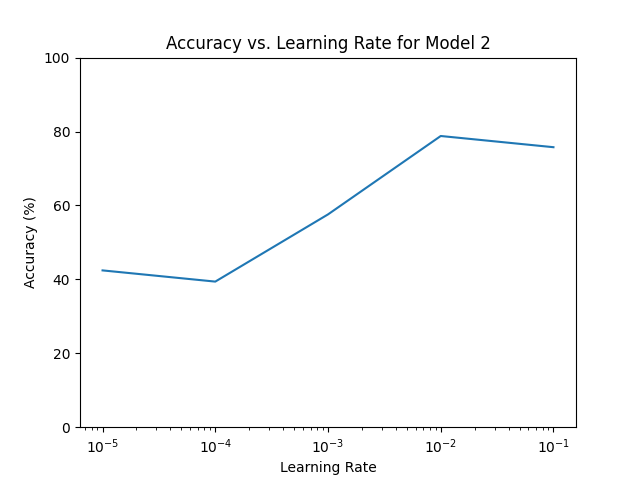 Accuracy vs. Learning Rate for Model 2
100
80
60
40
20
0
Accuracy (%)
10⁻⁵ 10⁻⁴ 10⁻³ 10⁻² 10⁻¹
Learning Rate